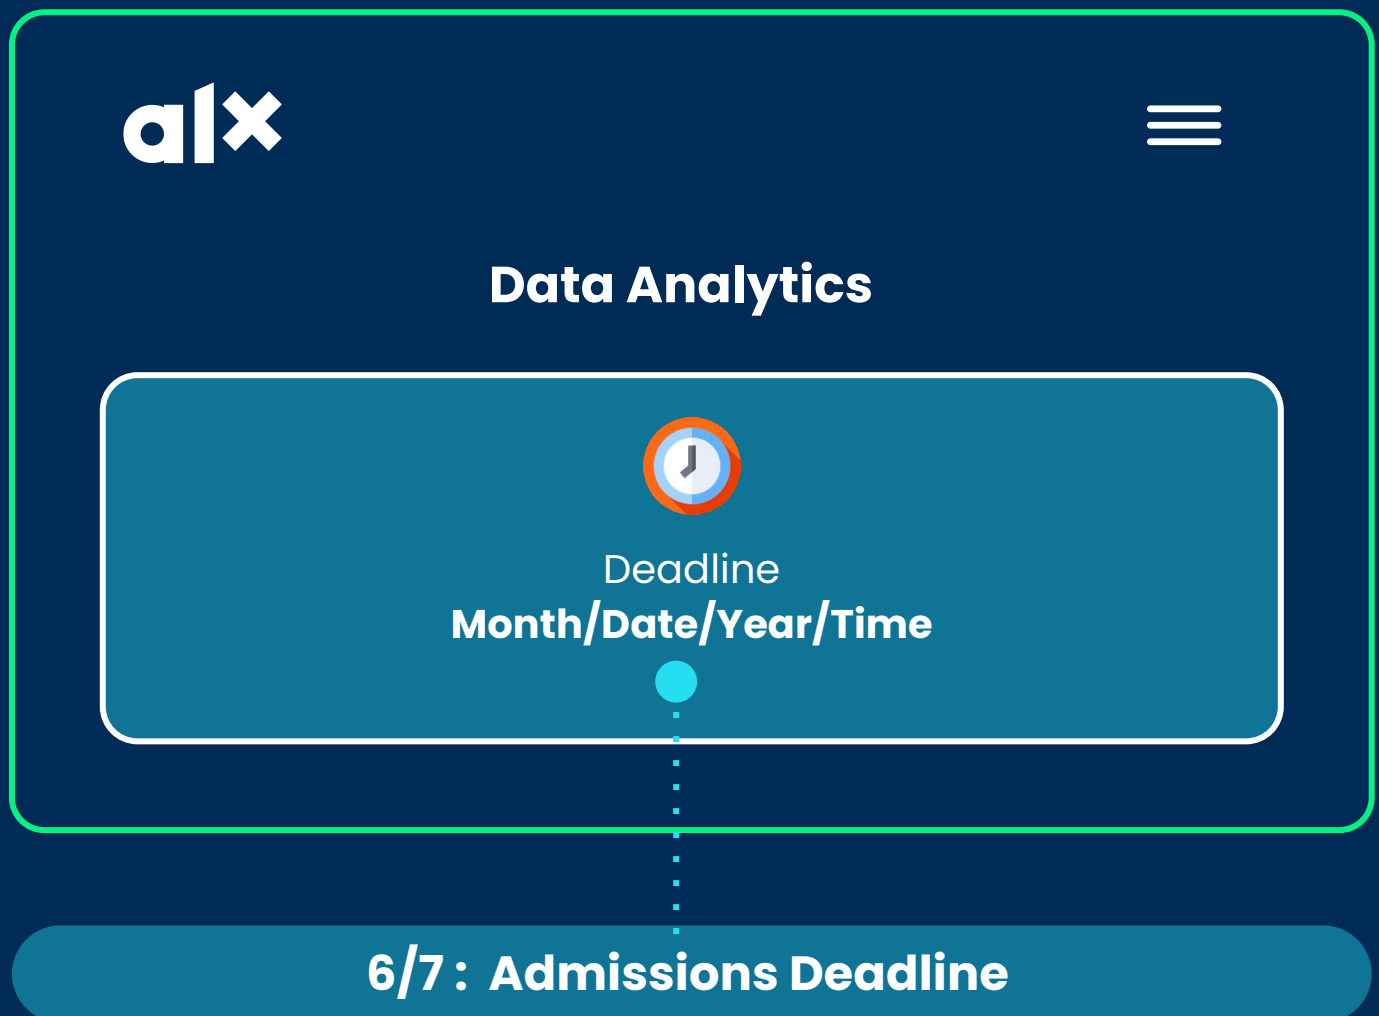 alx
Data Analytics
Deadline
Month/Date/Year/Time
6/7 : Admissions Deadline